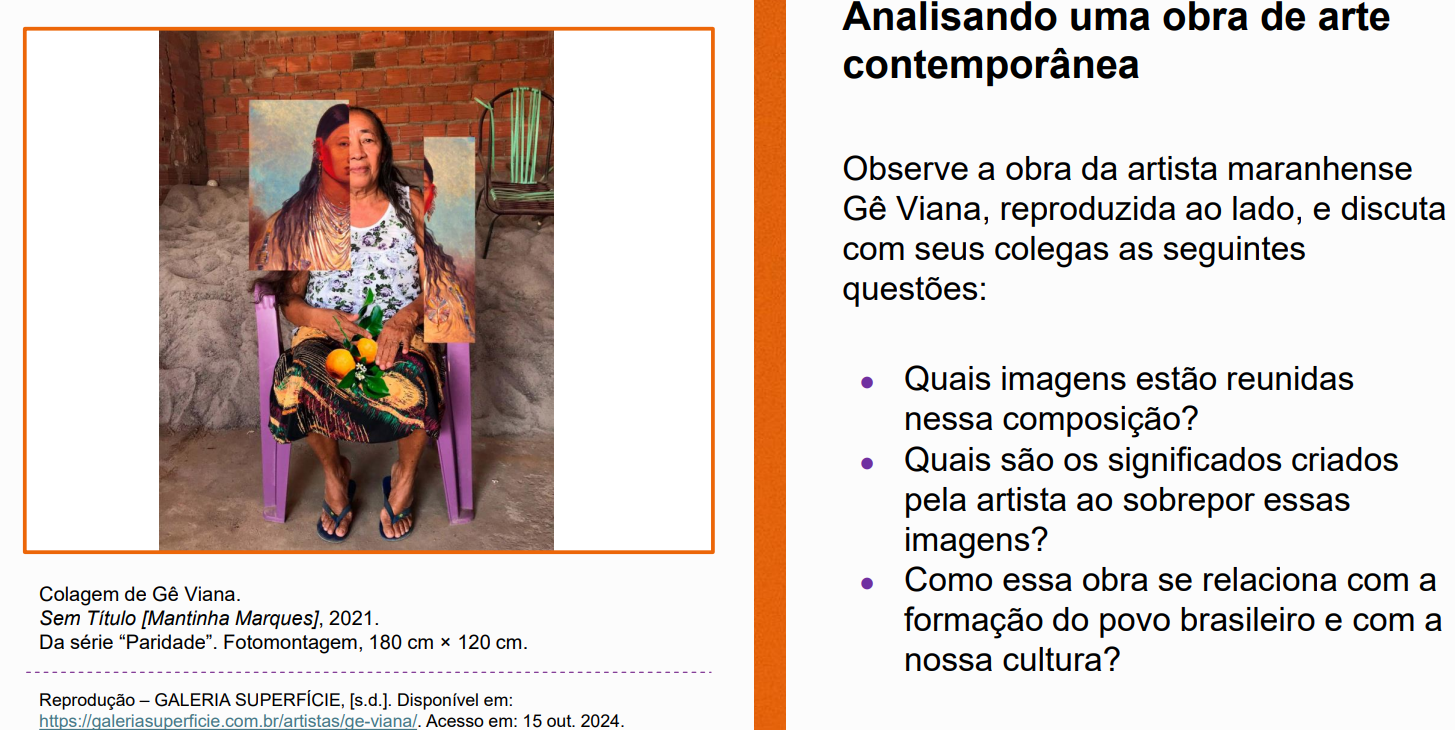 Analisando uma obra de arte
contemporânea
Observe a obra da artista maranhense
Gê Viana, reproduzida ao lado, e discuta
com seus colegas as seguintes
questões:
● Quais imagens estão reunidas
nessa composição?
● Quais são os significados criados
pela artista ao sobrepor essas
imagens?
● Como essa obra se relaciona com a
formação do povo brasileiro e com a
nossa cultura?
Colagem de Gê Viana.
Sem Título [Mantinha Marques], 2021.
Da série “Paridade”. Fotomontagem, 180 cm × 120 cm.
Reprodução – GALERIA SUPERFÍCIE, [s.d.]. Disponível em:
https://galeriasuperficie.com.br/artistas/ge-viana/. Acesso em: 15 out. 2024.